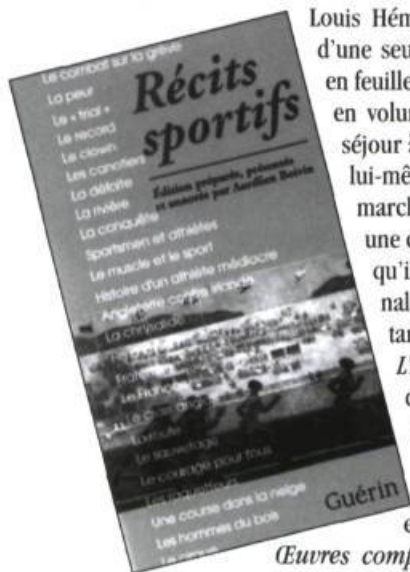 Louis Hém
d'une seu
en feuille
en volu
séjour à
lui-mê
march
une c
qu'i
nal
tar
L'
c
e
Œuvres comp
Récits
sportifs
Édition préparée, présentée
et annotée par Aurélien Boivin
Le combat sur la grève
La peur
Le « trial »
Le record
Le clown
Les canotiers
La défaite
La rivière
La conquête
Sportsmen et athlètes
Le muscle et le sport
Histoire d'un athlète médiocre
Angleterre contre Irlande
La chrysalide
Le sauvetage
Le courage pour tous
Les raquetteurs
Une course dans la neige
Les hommes du bois
Guérin